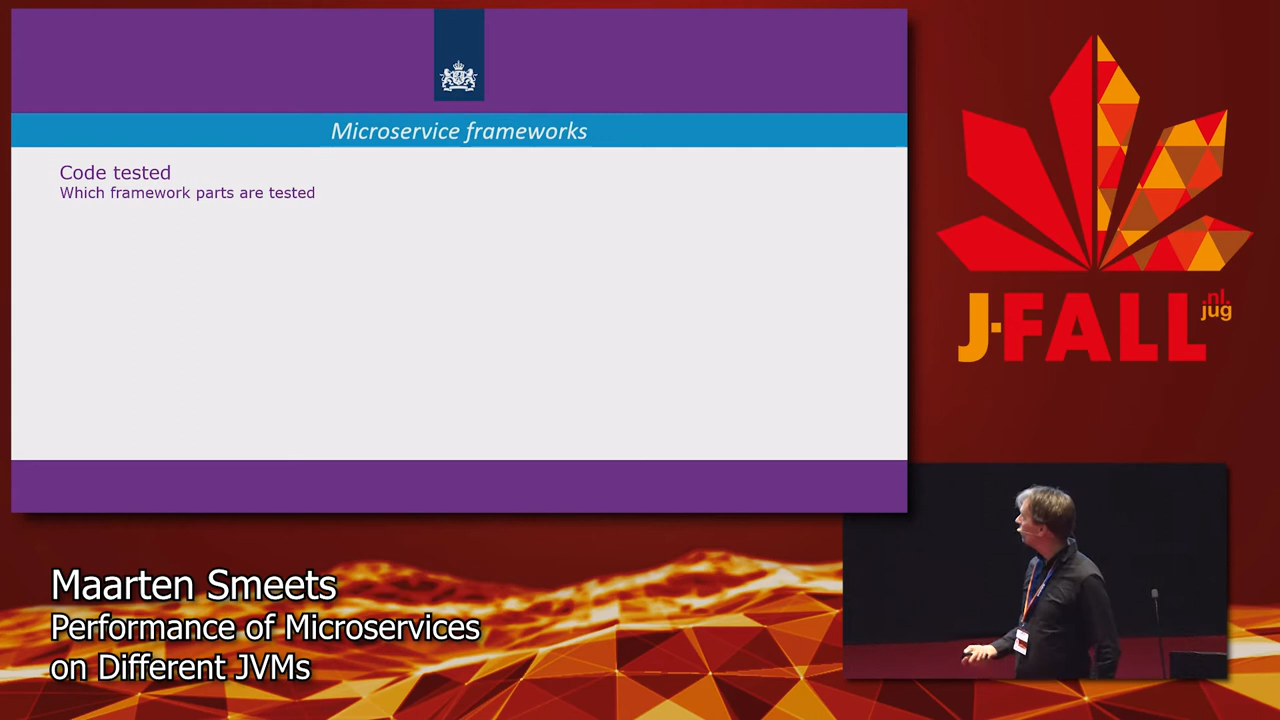 Microservice frameworks
Code tested
Which framework parts are tested
J-FALL
nl.
jug
Maarten Smeets
Performance of Microservices
on Different JVMs